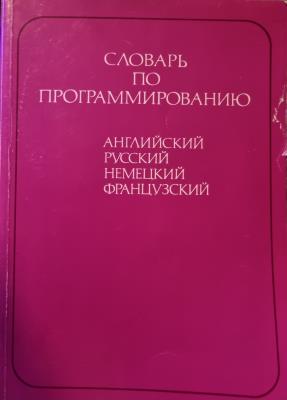 СЛОВАРЬ
ПО
ПРОГРАММИРОВАНИЮ
АНГЛИЙСКИЙ
РУССКИЙ
НЕМЕЦКИЙ
ФРАНЦУЗСКИЙ